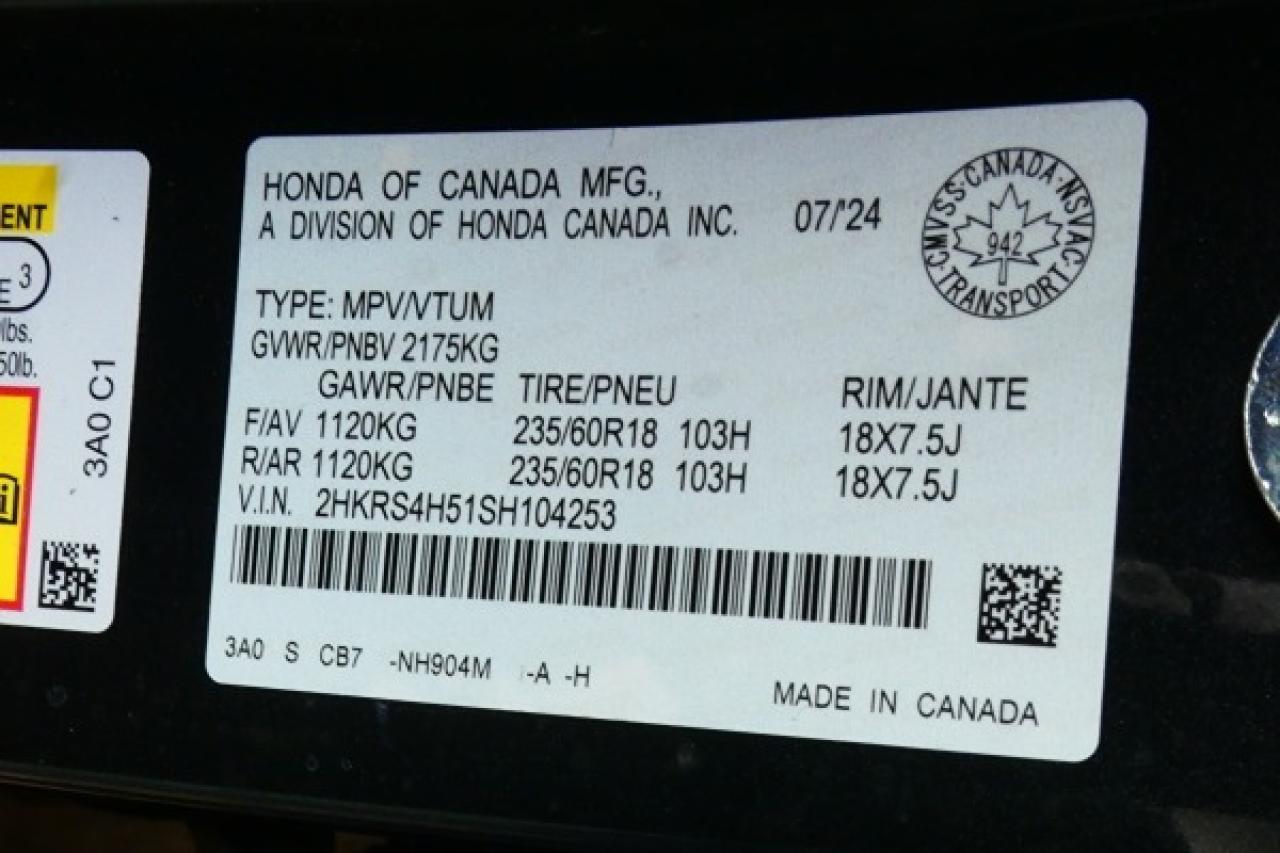 ENT
E 3
lbs.
50lb.
3A0 C1
HONDA OF CANADA MFG.,
A DIVISION OF HONDA CANADA INC. 07/'24
CMVSS·CANADA·NSVAC·TRANSPORT
942
TYPE: MPV/VTUM
GVWR/PNBV 2175KG
GAWR/PNBE TIRE/PNEU RIM/JANTE
F/AV 1120KG 235/60R18 103H 18X7.5J
R/AR 1120KG 235/60R18 103H 18X7.5J
V.I.N. 2HKRS4H51SH104253
3A0 S CB7 -NH904M -A -H
MADE IN CANADA